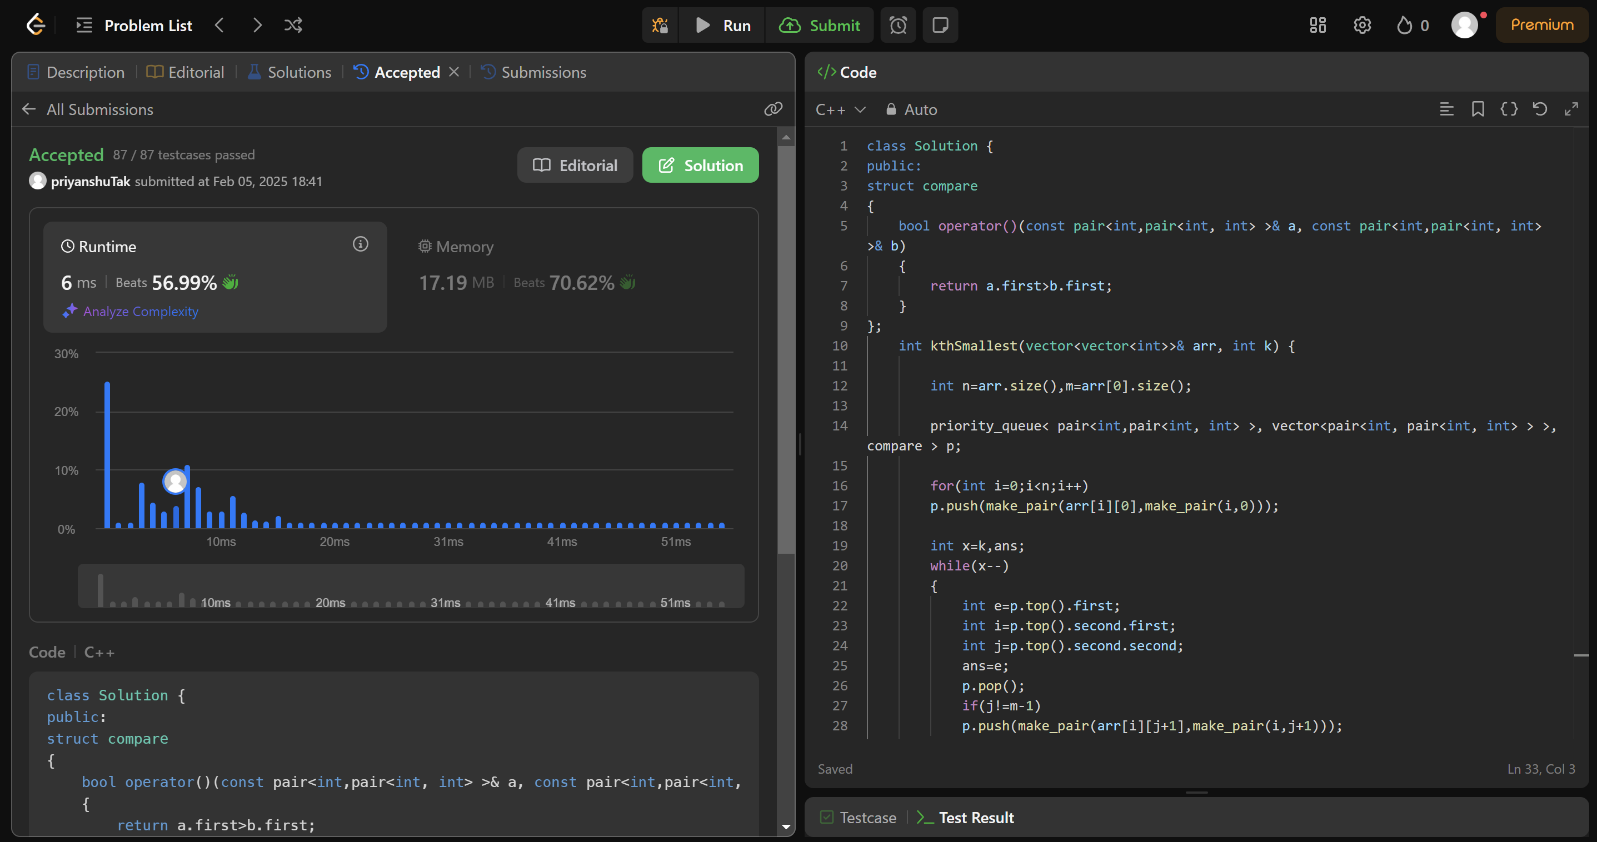 Problem List
Run
Submit
0
Premium
Description
Editorial
Solutions
Accepted
Submissions
All Submissions
Accepted 87 / 87 testcases passed
priyanshuTak submitted at Feb 05, 2025 18:41
Editorial
Solution
Runtime
6 ms Beats 56.99%
Analyze Complexity
Memory
17.19 MB Beats 70.62%
30%
20%
10%
0%
10ms 20ms 31ms 41ms 51ms
10ms 20ms 31ms 41ms 51ms
Code C++
class Solution {
public:
struct compare
{
bool operator()(const pair<int,pair<int, int> >& a, const pair<int,pair<int,
{
return a.first>b.first;
</> Code
C++ Auto
1 class Solution {
2 public:
3 struct compare
4 {
5 bool operator()(const pair<int,pair<int, int> >& a, const pair<int,pair<int, int>
>& b)
6 {
7 return a.first>b.first;
8 }
9 };
10 int kthSmallest(vector<vector<int>>& arr, int k) {
11
12 int n=arr.size(),m=arr[0].size();
13
14 priority_queue< pair<int,pair<int, int> >, vector<pair<int, pair<int, int> > >,
compare > p;
15
16 for(int i=0;i<n;i++)
17 p.push(make_pair(arr[i][0],make_pair(i,0)));
18
19 int x=k,ans;
20 while(x--)
21 {
22 int e=p.top().first;
23 int i=p.top().second.first;
24 int j=p.top().second.second;
25 ans=e;
26 p.pop();
27 if(j!=m-1)
28 p.push(make_pair(arr[i][j+1],make_pair(i,j+1)));
Saved
Ln 33, Col 3
Testcase
Test Result